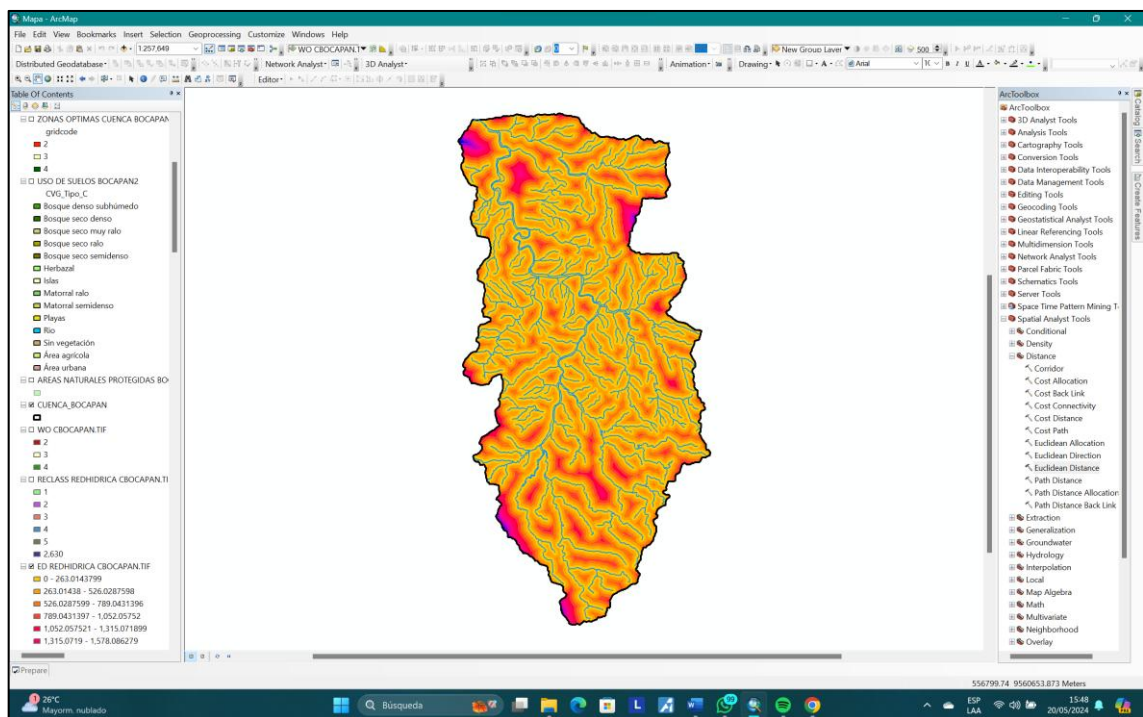 Mapa - ArcMap
File Edit View Bookmarks Insert Selection Geoprocessing Customize Windows Help
1:257,649 WO CBOCAPAN.T New Group Layer 500
Distributed Geodatabase Network Analyst 3D Analyst Animation Drawing Arial
Editor
Table Of Contents
ZONAS OPTIMAS CUENCA BOCAPAN
gridcode
2
3
4
USO DE SUELOS BOCAPAN2
CVG_Tipo_C
Bosque denso subhúmedo
Bosque seco denso
Bosque seco muy ralo
Bosque seco ralo
Bosque seco semidenso
Herbazal
Islas
Matorral ralo
Matorral semidenso
Playas
Rio
Sin vegetación
Área agrícola
Área urbana
AREAS NATURALES PROTEGIDAS BO
CUENCA_BOCAPAN
WO CBOCAPAN.TIF
2
3
4
RECLASS REDHIDRICA CBOCAPAN.TI
1
2
3
4
5
2,630
ED REDHIDRICA CBOCAPAN.TIF
0 - 263.0143799
263.01438 - 526.0287598
526.0287599 - 789.0431396
789.0431397 - 1,052.05752
1,052.057521 - 1,315.071899
1,315.0719 - 1,578.086279
ArcToolbox
ArcToolbox
3D Analyst Tools
Analysis Tools
Cartography Tools
Conversion Tools
Data Interoperability Tools
Data Management Tools
Editing Tools
Geocoding Tools
Geostatistical Analyst Tools
Linear Referencing Tools
Multidimension Tools
Network Analyst Tools
Parcel Fabric Tools
Schematics Tools
Server Tools
Space Time Pattern Mining T
Spatial Analyst Tools
Conditional
Density
Distance
Corridor
Cost Allocation
Cost Back Link
Cost Connectivity
Cost Distance
Cost Path
Euclidean Allocation
Euclidean Direction
Euclidean Distance
Path Distance
Path Distance Allocation
Path Distance Back Link
Extraction
Generalization
Groundwater
Hydrology
Interpolation
Local
Map Algebra
Math
Multivariate
Neighborhood
Overlay
Catalog
Search
Create Features
Prepare
556799.74 9560653.873 Meters
26°C
Mayorm. nublado
Búsqueda
ESP
LAA
15:48
20/05/2024